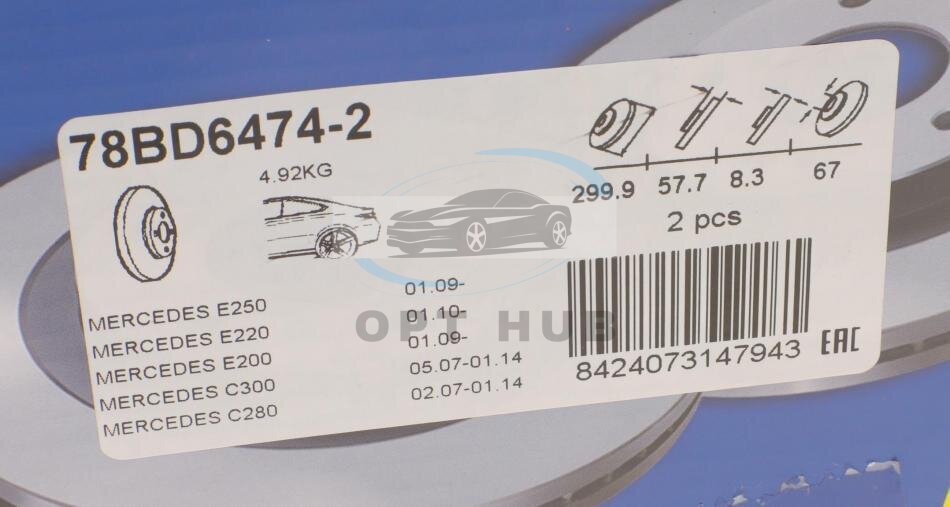 78BD6474-2
4.92KG
299.9 57.7 8.3 67
2 pcs
MERCEDES E250 01.09-
MERCEDES E220 01.10-
MERCEDES E200 01.09-
MERCEDES C300 05.07-01.14
MERCEDES C280 02.07-01.14
OPT HUB
8424073147943
EAC